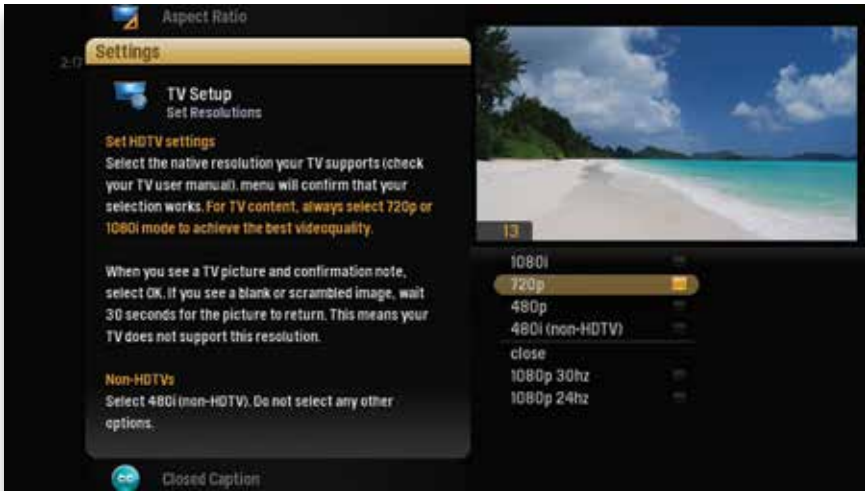 Aspect Ratio
Settings
TV Setup
Set Resolutions
Set HDTV settings
Select the native resolution your TV supports (check
your TV user manual). menu will confirm that your
selection works. For TV content, always select 720p or
1080i mode to achieve the best videoquality.
When you see a TV picture and confirmation note,
select OK. If you see a blank or scrambled image, wait
30 seconds for the picture to return. This means your
TV does not support this resolution.
Non-HDTVs
Select 480i (non-HDTV). Do not select any other
options.
Closed Caption
13
1080i
720p
480p
480i (non-HDTV)
close
1080p 30hz
1080p 24hz